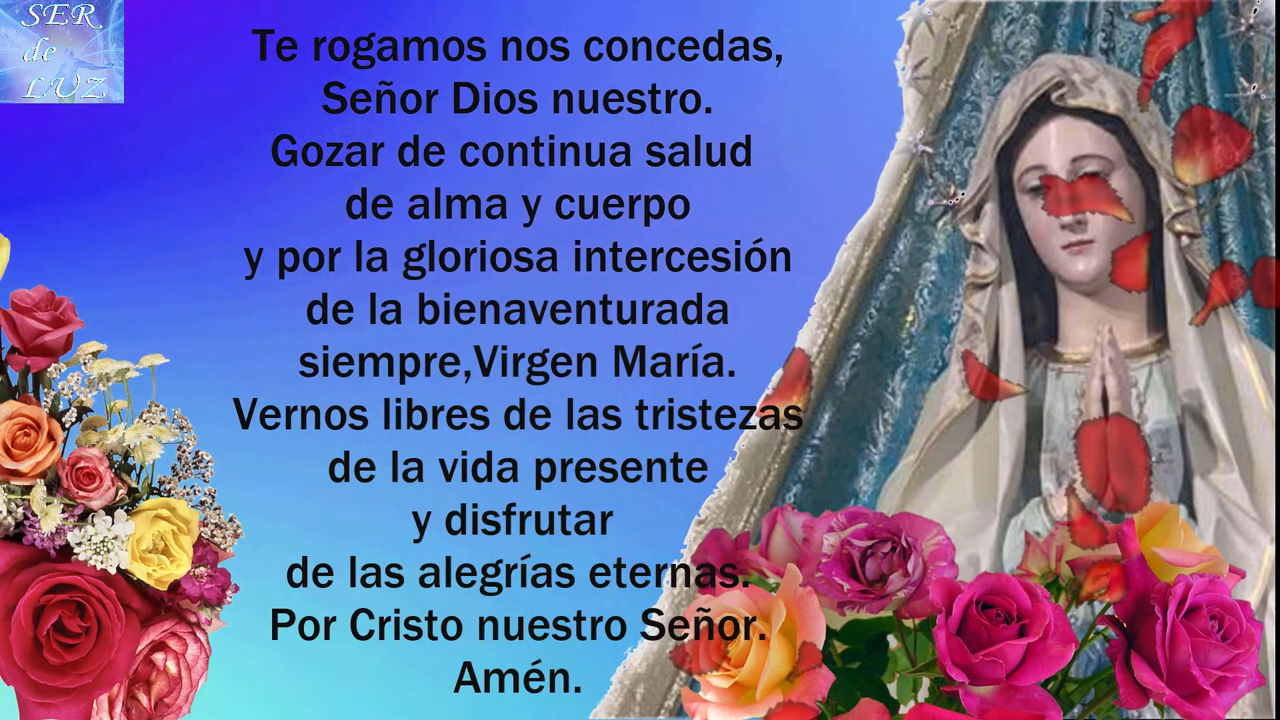 SER
de
LUZ
Te rogamos nos concedas,
Señor Dios nuestro.
Gozar de continua salud
de alma y cuerpo
y por la gloriosa intercesión
de la bienaventurada
siempre,Virgen María.
Vernos libres de las tristezas
de la vida presente
y disfrutar
de las alegrías eternas.
Por Cristo nuestro Señor.
Amén.